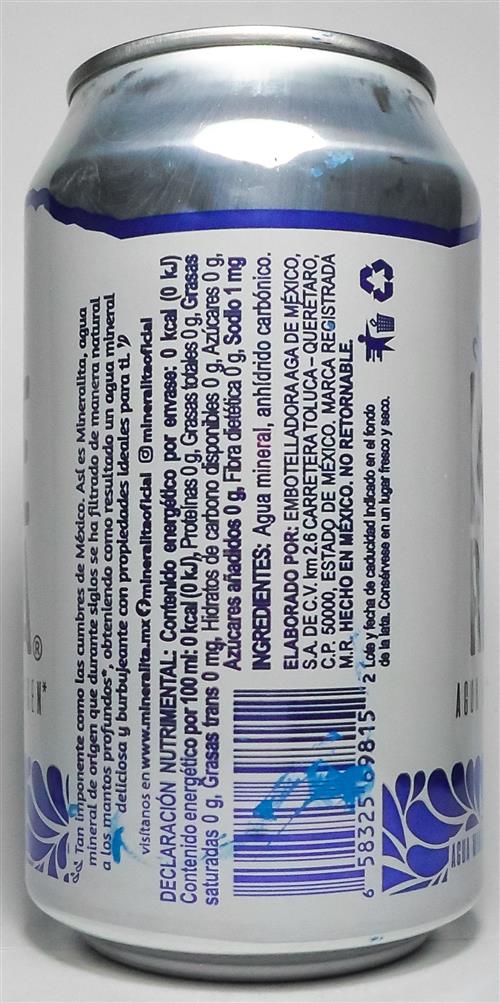 Tan imponente como las cumbres de México. Así es Mineralita, agua
mineral de origen que durante siglos se ha filtrado de manera natural
a los mantos profundos*, obteniendo como resultado un agua mineral
deliciosa y burbujeante con propiedades ideales para ti.
visítanos en www.mineralita.mx mineralitaoficial mineralitaoficial
DECLARACIÓN NUTRIMENTAL: Contenido energético por envase: 0 kcal (0 kJ)
Contenido energético por 100 ml: 0 kcal (0 kJ), Proteínas 0 g, Grasas totales 0 g, Grasas
saturadas 0 g, Grasas trans 0 mg, Hidratos de carbono disponibles 0 g, Azúcares 0 g,
Azúcares añadidos 0 g, Fibra dietética 0 g, Sodio 1 mg
INGREDIENTES: Agua mineral, anhídrido carbónico.
ELABORADO POR: EMBOTELLADORA AGA DE MÉXICO,
S.A. DE C.V. km 2.6 CARRETERA TOLUCA – QUERÉTARO,
C.P. 50000, ESTADO DE MÉXICO. MARCA REGISTRADA
M.R. HECHO EN MÉXICO. NO RETORNABLE.
Lote y fecha de caducidad indicado en el fondo
de la lata. Consérvese en un lugar fresco y seco.
6 58325 69815 2
®
AGUA